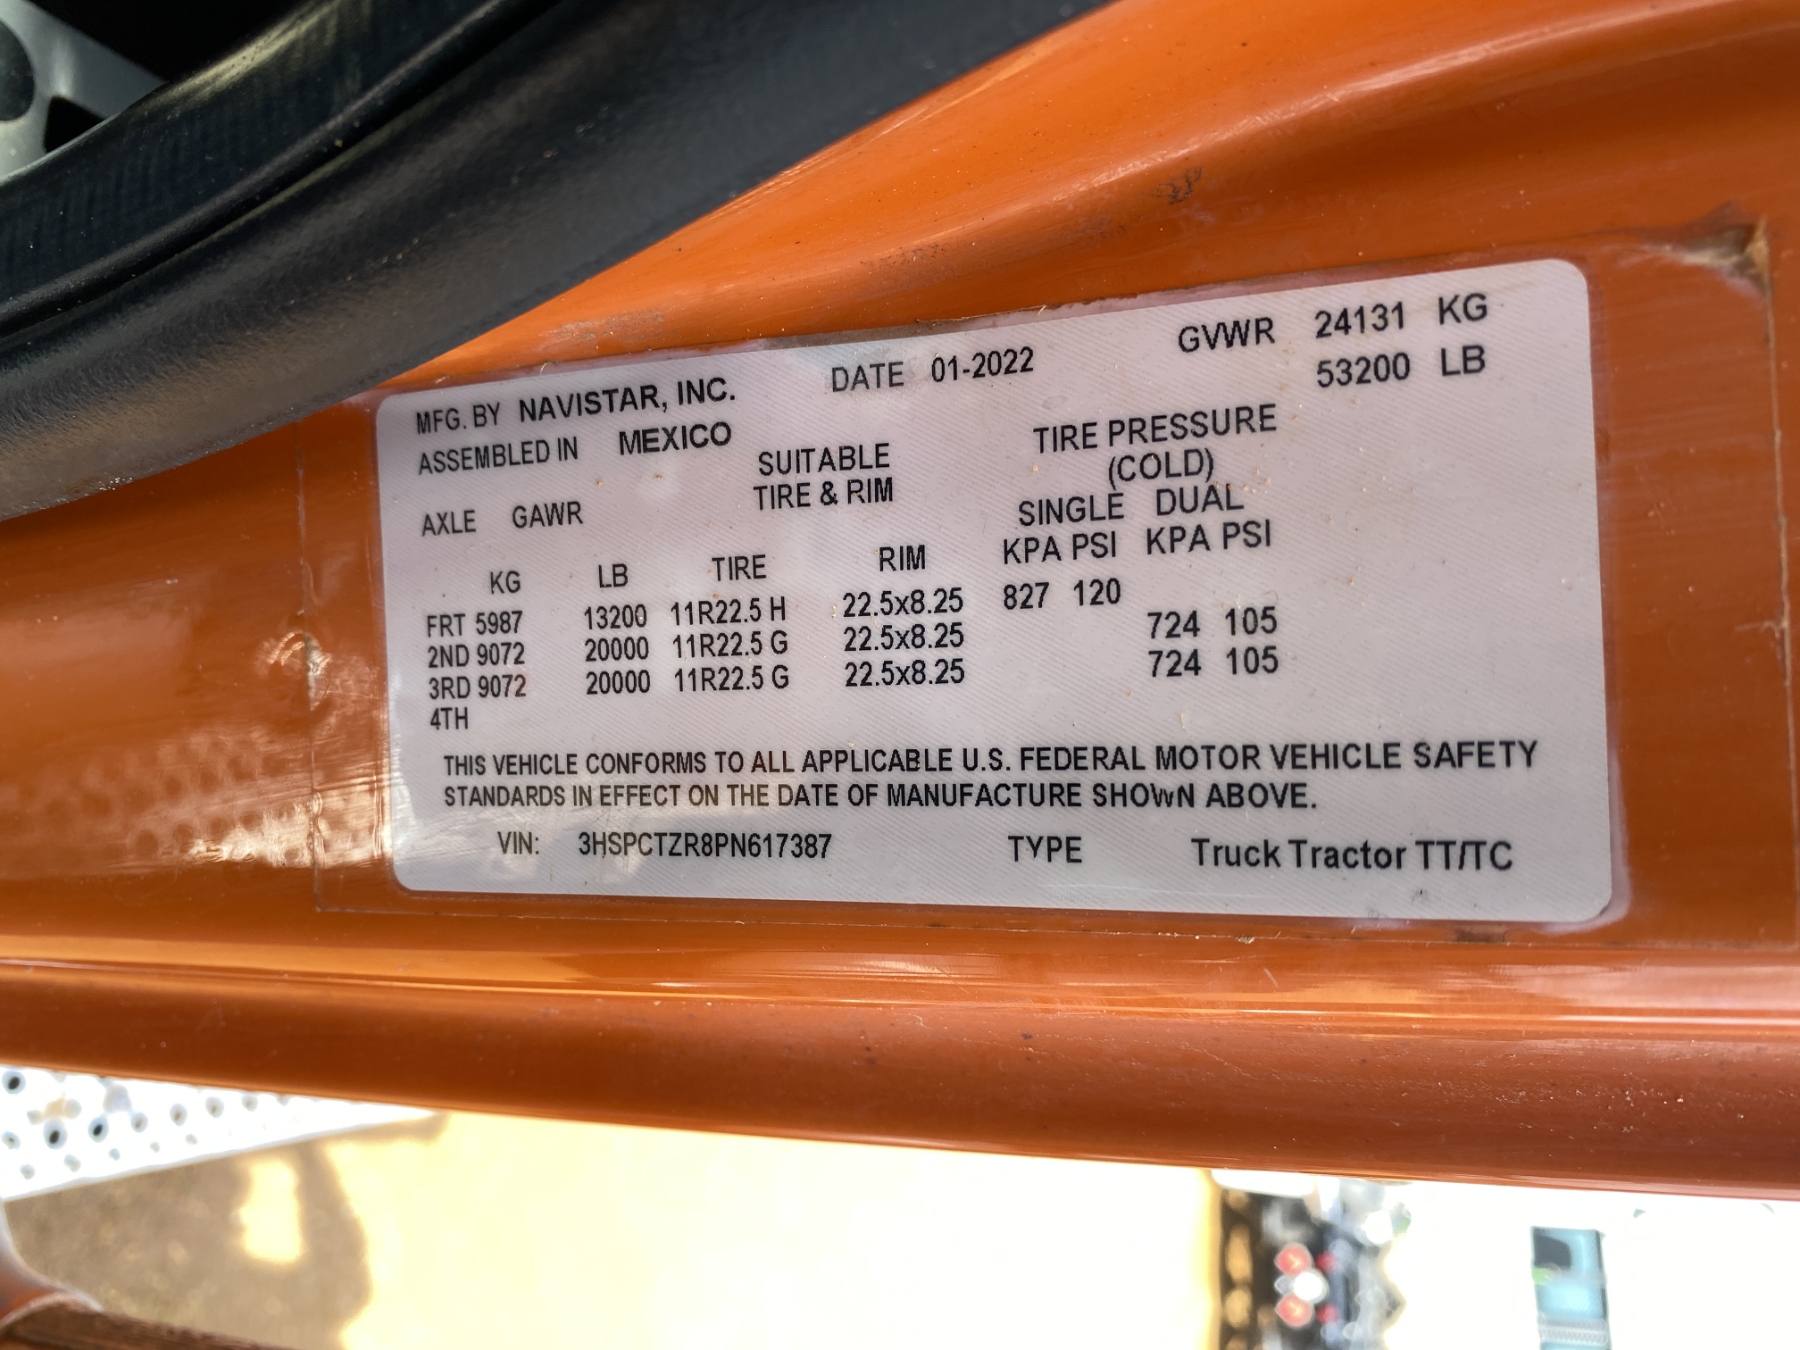 MFG. BY NAVISTAR, INC. DATE 01-2022 GVWR 24131 KG
53200 LB
ASSEMBLED IN MEXICO
SUITABLE TIRE PRESSURE
TIRE & RIM (COLD)
AXLE GAWR SINGLE DUAL
KG LB TIRE RIM KPA PSI KPA PSI
FRT 5987 13200 11R22.5 H 22.5x8.25 827 120
2ND 9072 20000 11R22.5 G 22.5x8.25 724 105
3RD 9072 20000 11R22.5 G 22.5x8.25 724 105
4TH
THIS VEHICLE CONFORMS TO ALL APPLICABLE U.S. FEDERAL MOTOR VEHICLE SAFETY
STANDARDS IN EFFECT ON THE DATE OF MANUFACTURE SHOWN ABOVE.
VIN: 3HSPCTZR8PN617387 TYPE Truck Tractor TT/TC